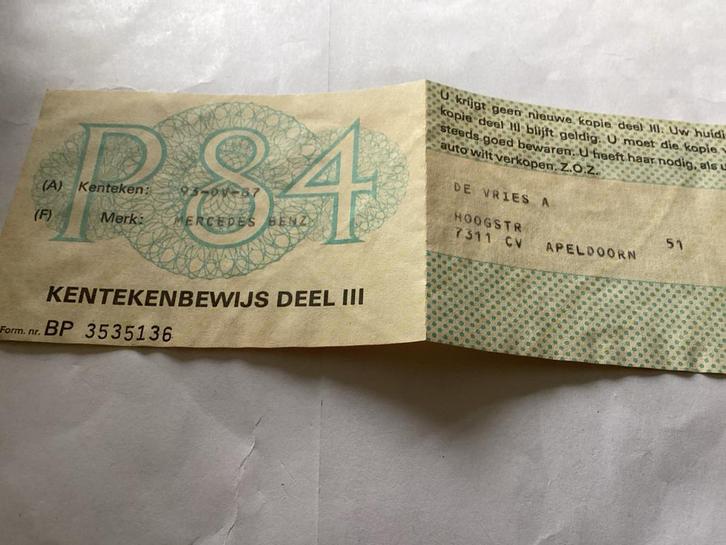 P 84
(A) Kenteken: 93-DV-67
(F) Merk: MERCEDES BENZ
KENTEKENBEWIJS DEEL III
Form. nr. BP 3535136
U krijgt geen nieuwe kopie deel III. Uw huidi
kopie deel III blijft geldig. U moet die kopie v
steeds goed bewaren. U heeft haar nodig, als u
auto wilt verkopen. Z.O.Z.
DE VRIES A
HOOGSTR 51
7311 CV APELDOORN